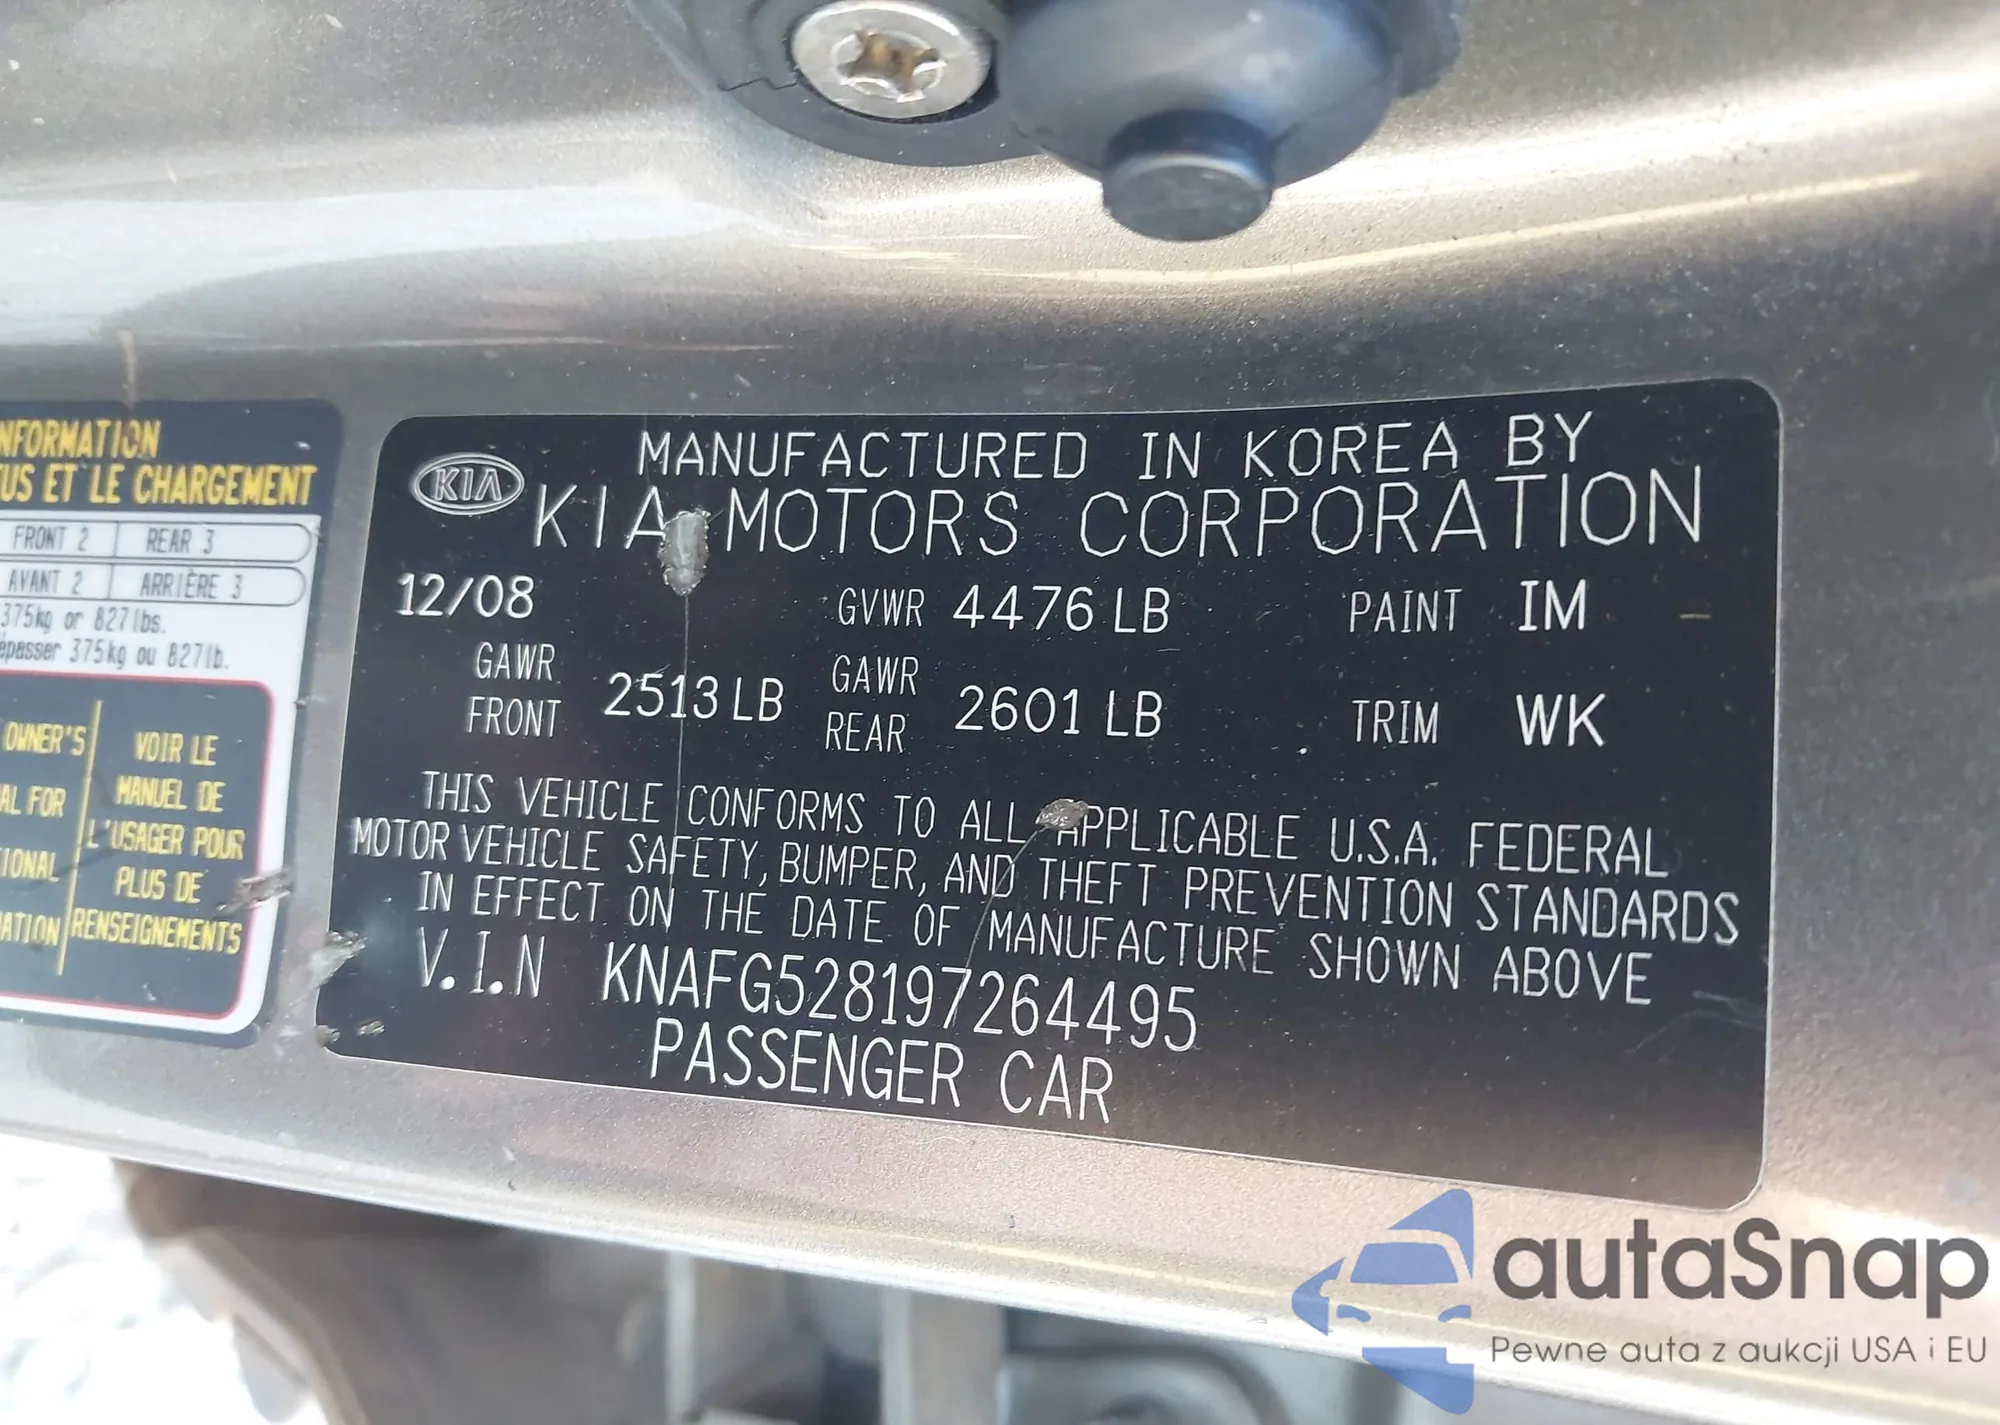 NFORMATION
US ET LE CHARGEMENT
FRONT 2 REAR 3
AVANT 2 ARRIÈRE 3
375kg or 827lbs.
épasser 375kg ou 827lb.
OWNER'S
AL FOR
IONAL
ATION
VOIR LE
MANUEL DE
L'USAGER POUR
PLUS DE
RENSEIGNEMENTS
KIA
MANUFACTURED IN KOREA BY
KIA MOTORS CORPORATION
12/08 GVWR 4476 LB PAINT IM
GAWR FRONT 2513 LB GAWR REAR 2601 LB TRIM WK
THIS VEHICLE CONFORMS TO ALL APPLICABLE U.S.A. FEDERAL
MOTOR VEHICLE SAFETY, BUMPER, AND THEFT PREVENTION STANDARDS
IN EFFECT ON THE DATE OF MANUFACTURE SHOWN ABOVE
V.I.N KNAFG528197264495
PASSENGER CAR
autaSnap
Pewne auta z aukcji USA i EU